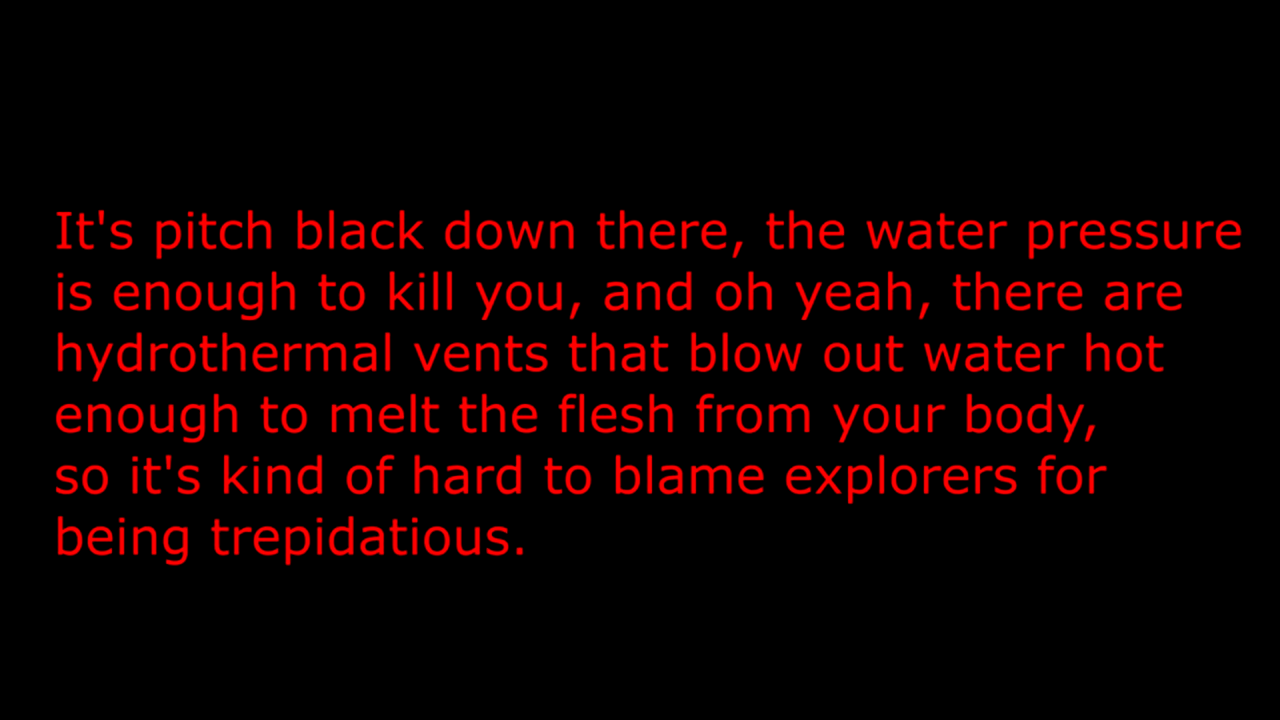 It's pitch black down there, the water pressure
is enough to kill you, and oh yeah, there are
hydrothermal vents that blow out water hot
enough to melt the flesh from your body,
so it's kind of hard to blame explorers for
being trepidatious.